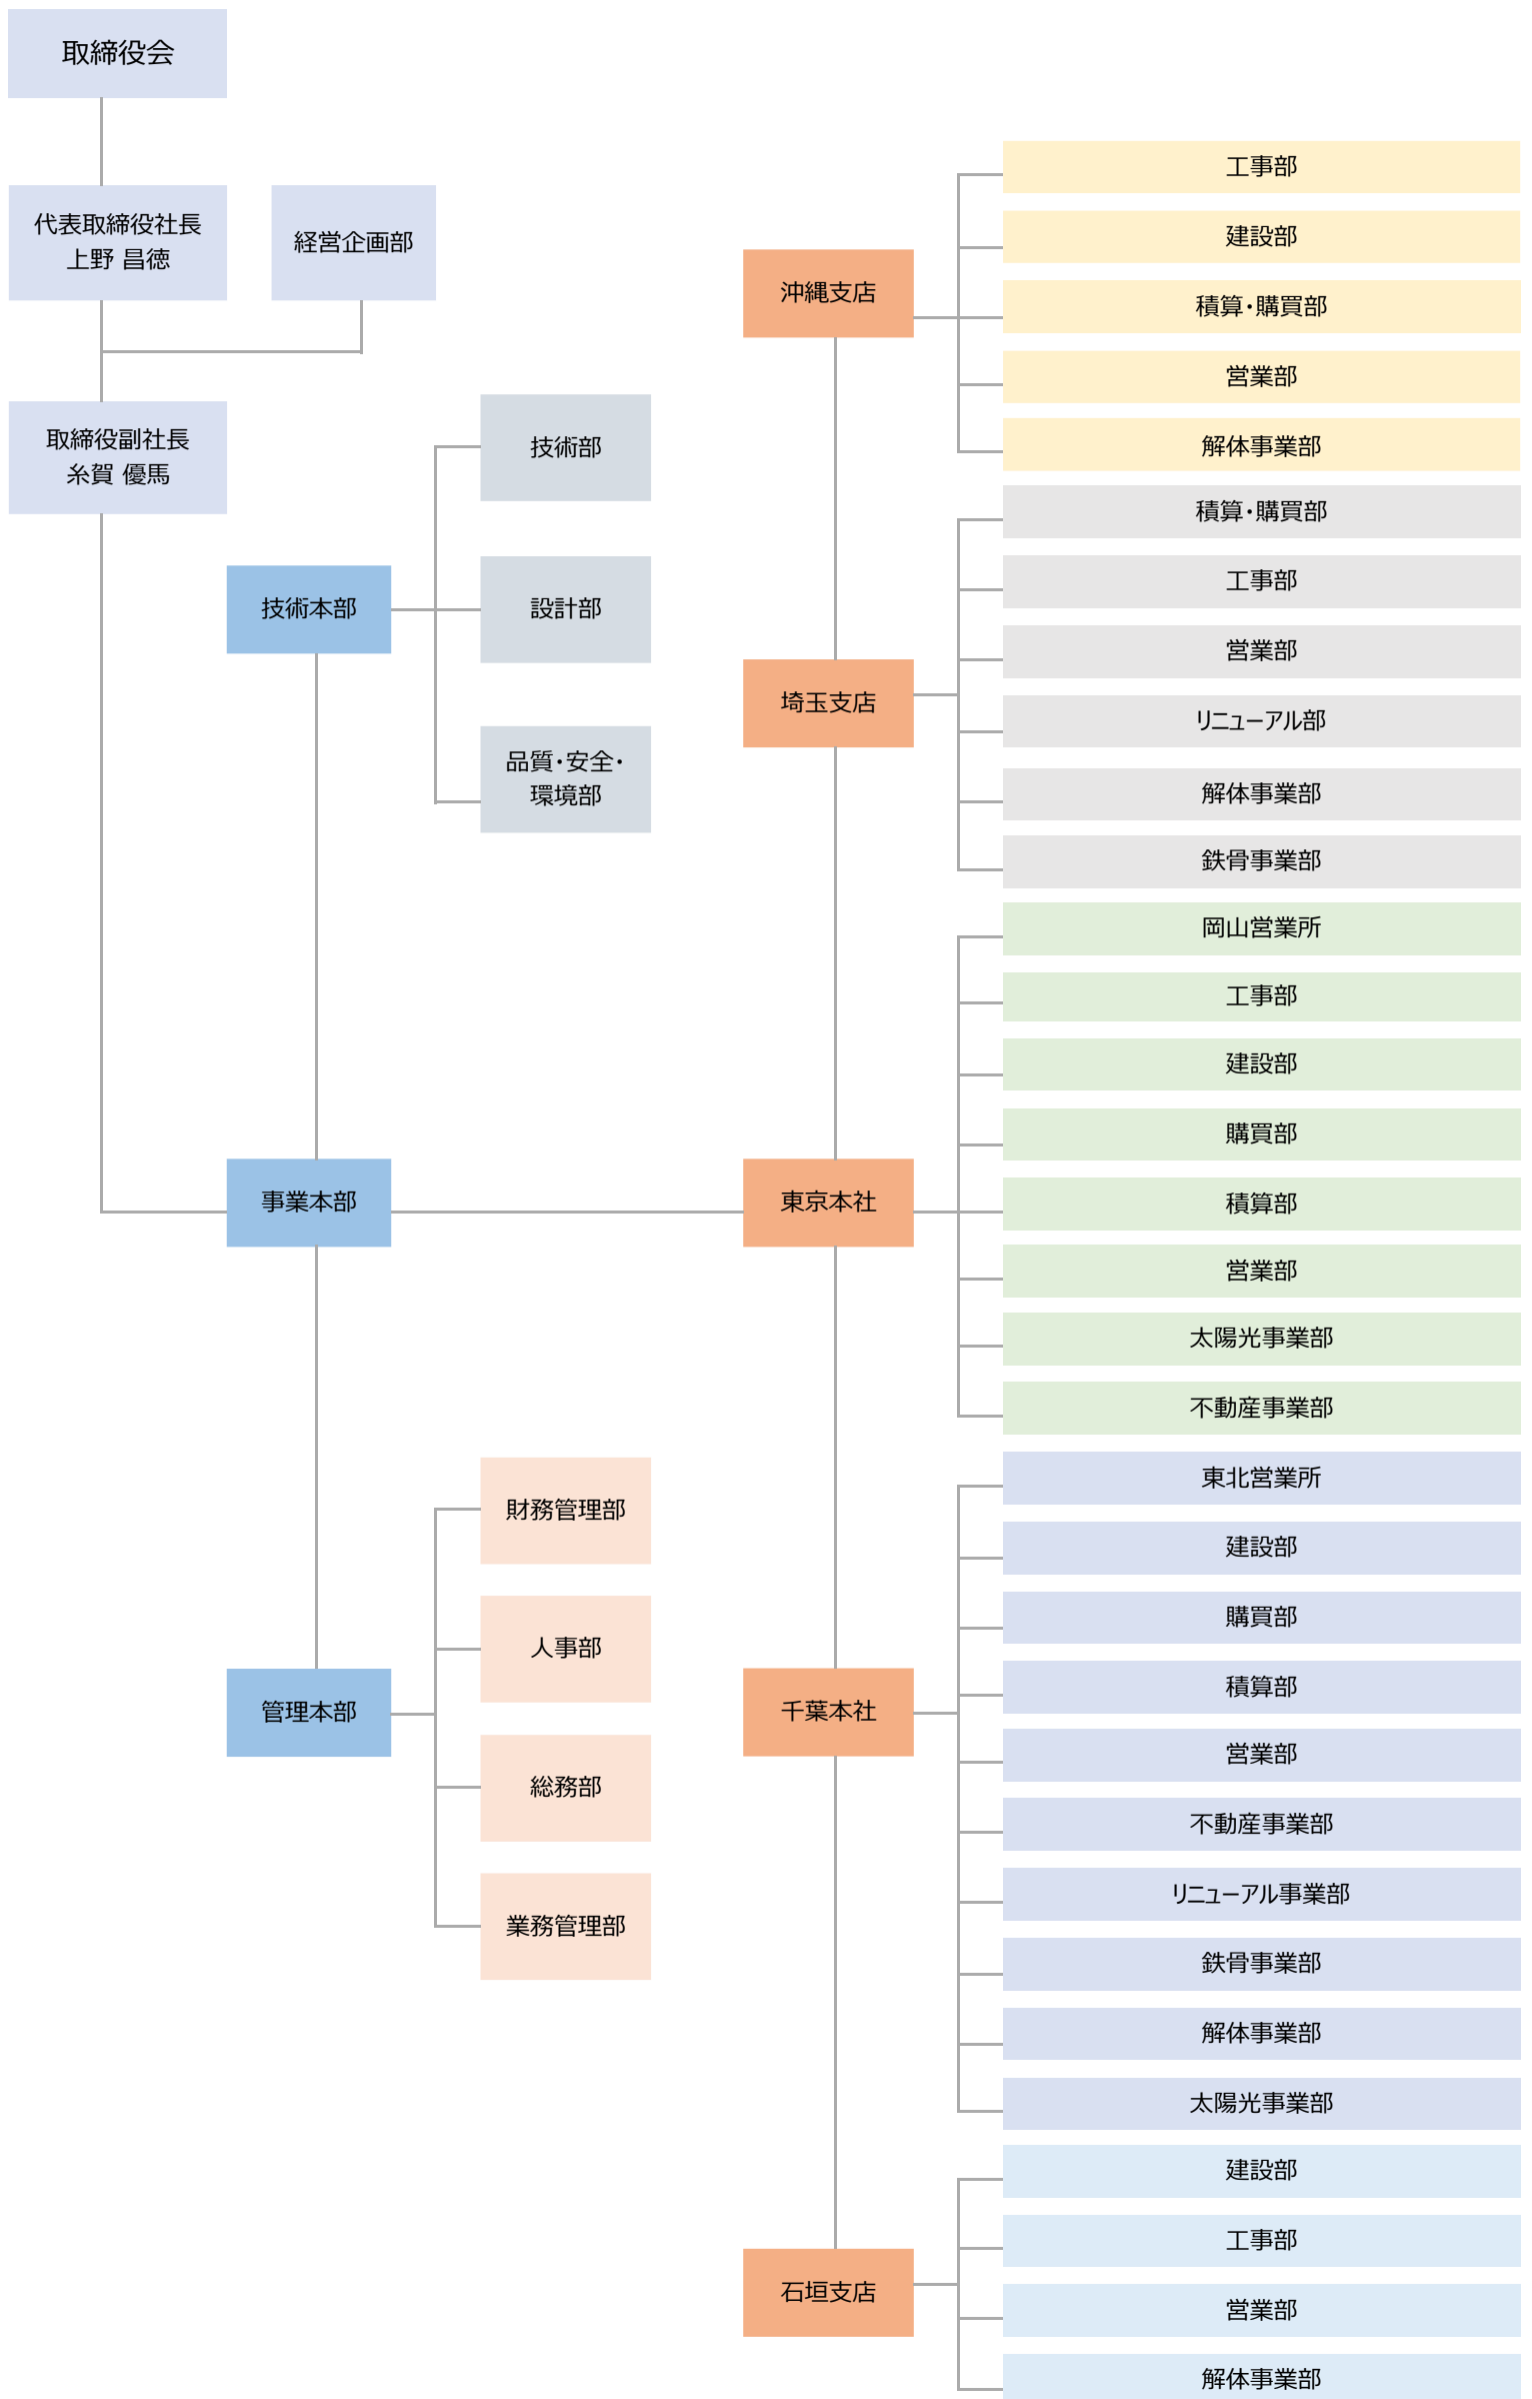 取締役会
代表取締役社長
上野 昌徳
経営企画部
取締役副社長
糸賀 優馬
技術本部
技術部
設計部
品質・安全・
環境部
事業本部
管理本部
財務管理部
人事部
総務部
業務管理部
沖縄支店
工事部
建設部
積算・購買部
営業部
解体事業部
埼玉支店
積算・購買部
工事部
営業部
リニューアル部
解体事業部
鉄骨事業部
東京本社
岡山営業所
工事部
建設部
購買部
積算部
営業部
太陽光事業部
不動産事業部
千葉本社
東北営業所
建設部
購買部
積算部
営業部
不動産事業部
リニューアル事業部
鉄骨事業部
解体事業部
太陽光事業部
石垣支店
建設部
工事部
営業部
解体事業部